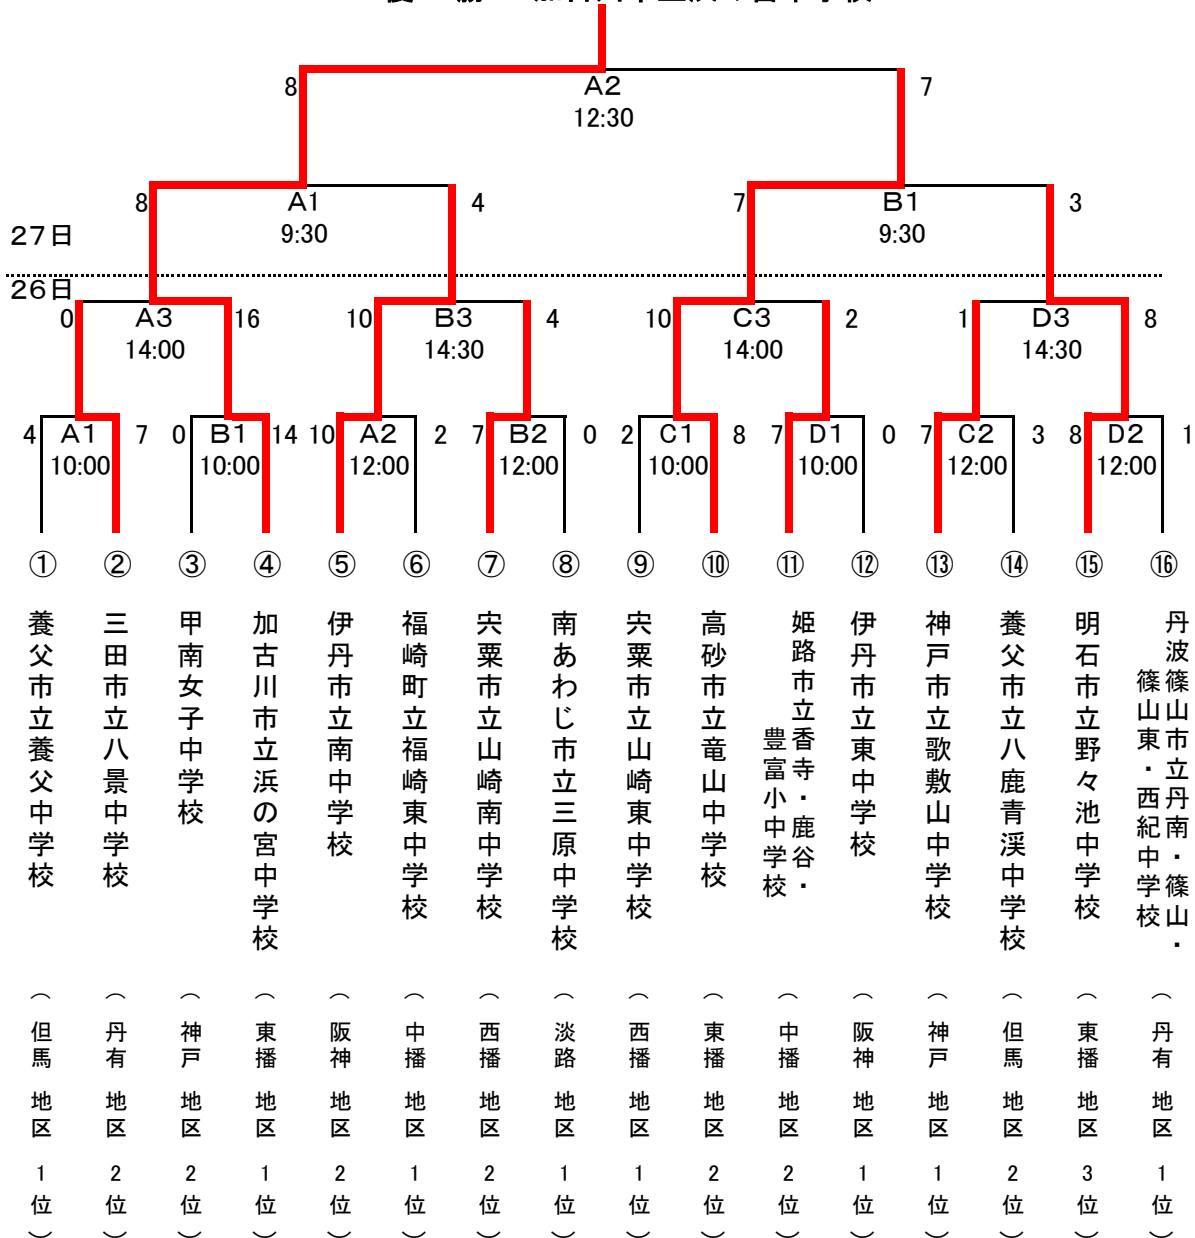 8 A2 7
12:30
8 A1 4 7 B1 3
27日 9:30 9:30
26日
0 A3 16 10 B3 4 10 C3 2 1 D3 8
14:00 14:30 14:00 14:30
4 A1 7 0 B1 14 10 A2 2 7 B2 0 2 C1 8 7 D1 0 7 C2 3 8 D2 1
10:00 10:00 12:00 12:00 10:00 10:00 12:00 12:00
① ② ③ ④ ⑤ ⑥ ⑦ ⑧ ⑨ ⑩ ⑪ ⑫ ⑬ ⑭ ⑮ ⑯
養父市立養父中学校
三田市立八景中学校
甲南女子中学校
加古川市立浜の宮中学校
伊丹市立南中学校
福崎町立福崎東中学校
宍粟市立山崎南中学校
南あわじ市立三原中学校
宍粟市立山崎東中学校
高砂市立竜山中学校
姫路市立香寺・鹿谷・
豊富小中学校
伊丹市立東中学校
神戸市立歌敷山中学校
養父市立八鹿青渓中学校
明石市立野々池中学校
丹波篠山市立丹南・篠山・
篠山東・西紀中学校
（但馬地区1位）
（丹有地区2位）
（神戸地区2位）
（東播地区1位）
（阪神地区2位）
（中播地区1位）
（西播地区2位）
（淡路地区1位）
（西播地区1位）
（東播地区2位）
（中播地区2位）
（阪神地区1位）
（神戸地区1位）
（但馬地区2位）
（東播地区3位）
（丹有地区1位）